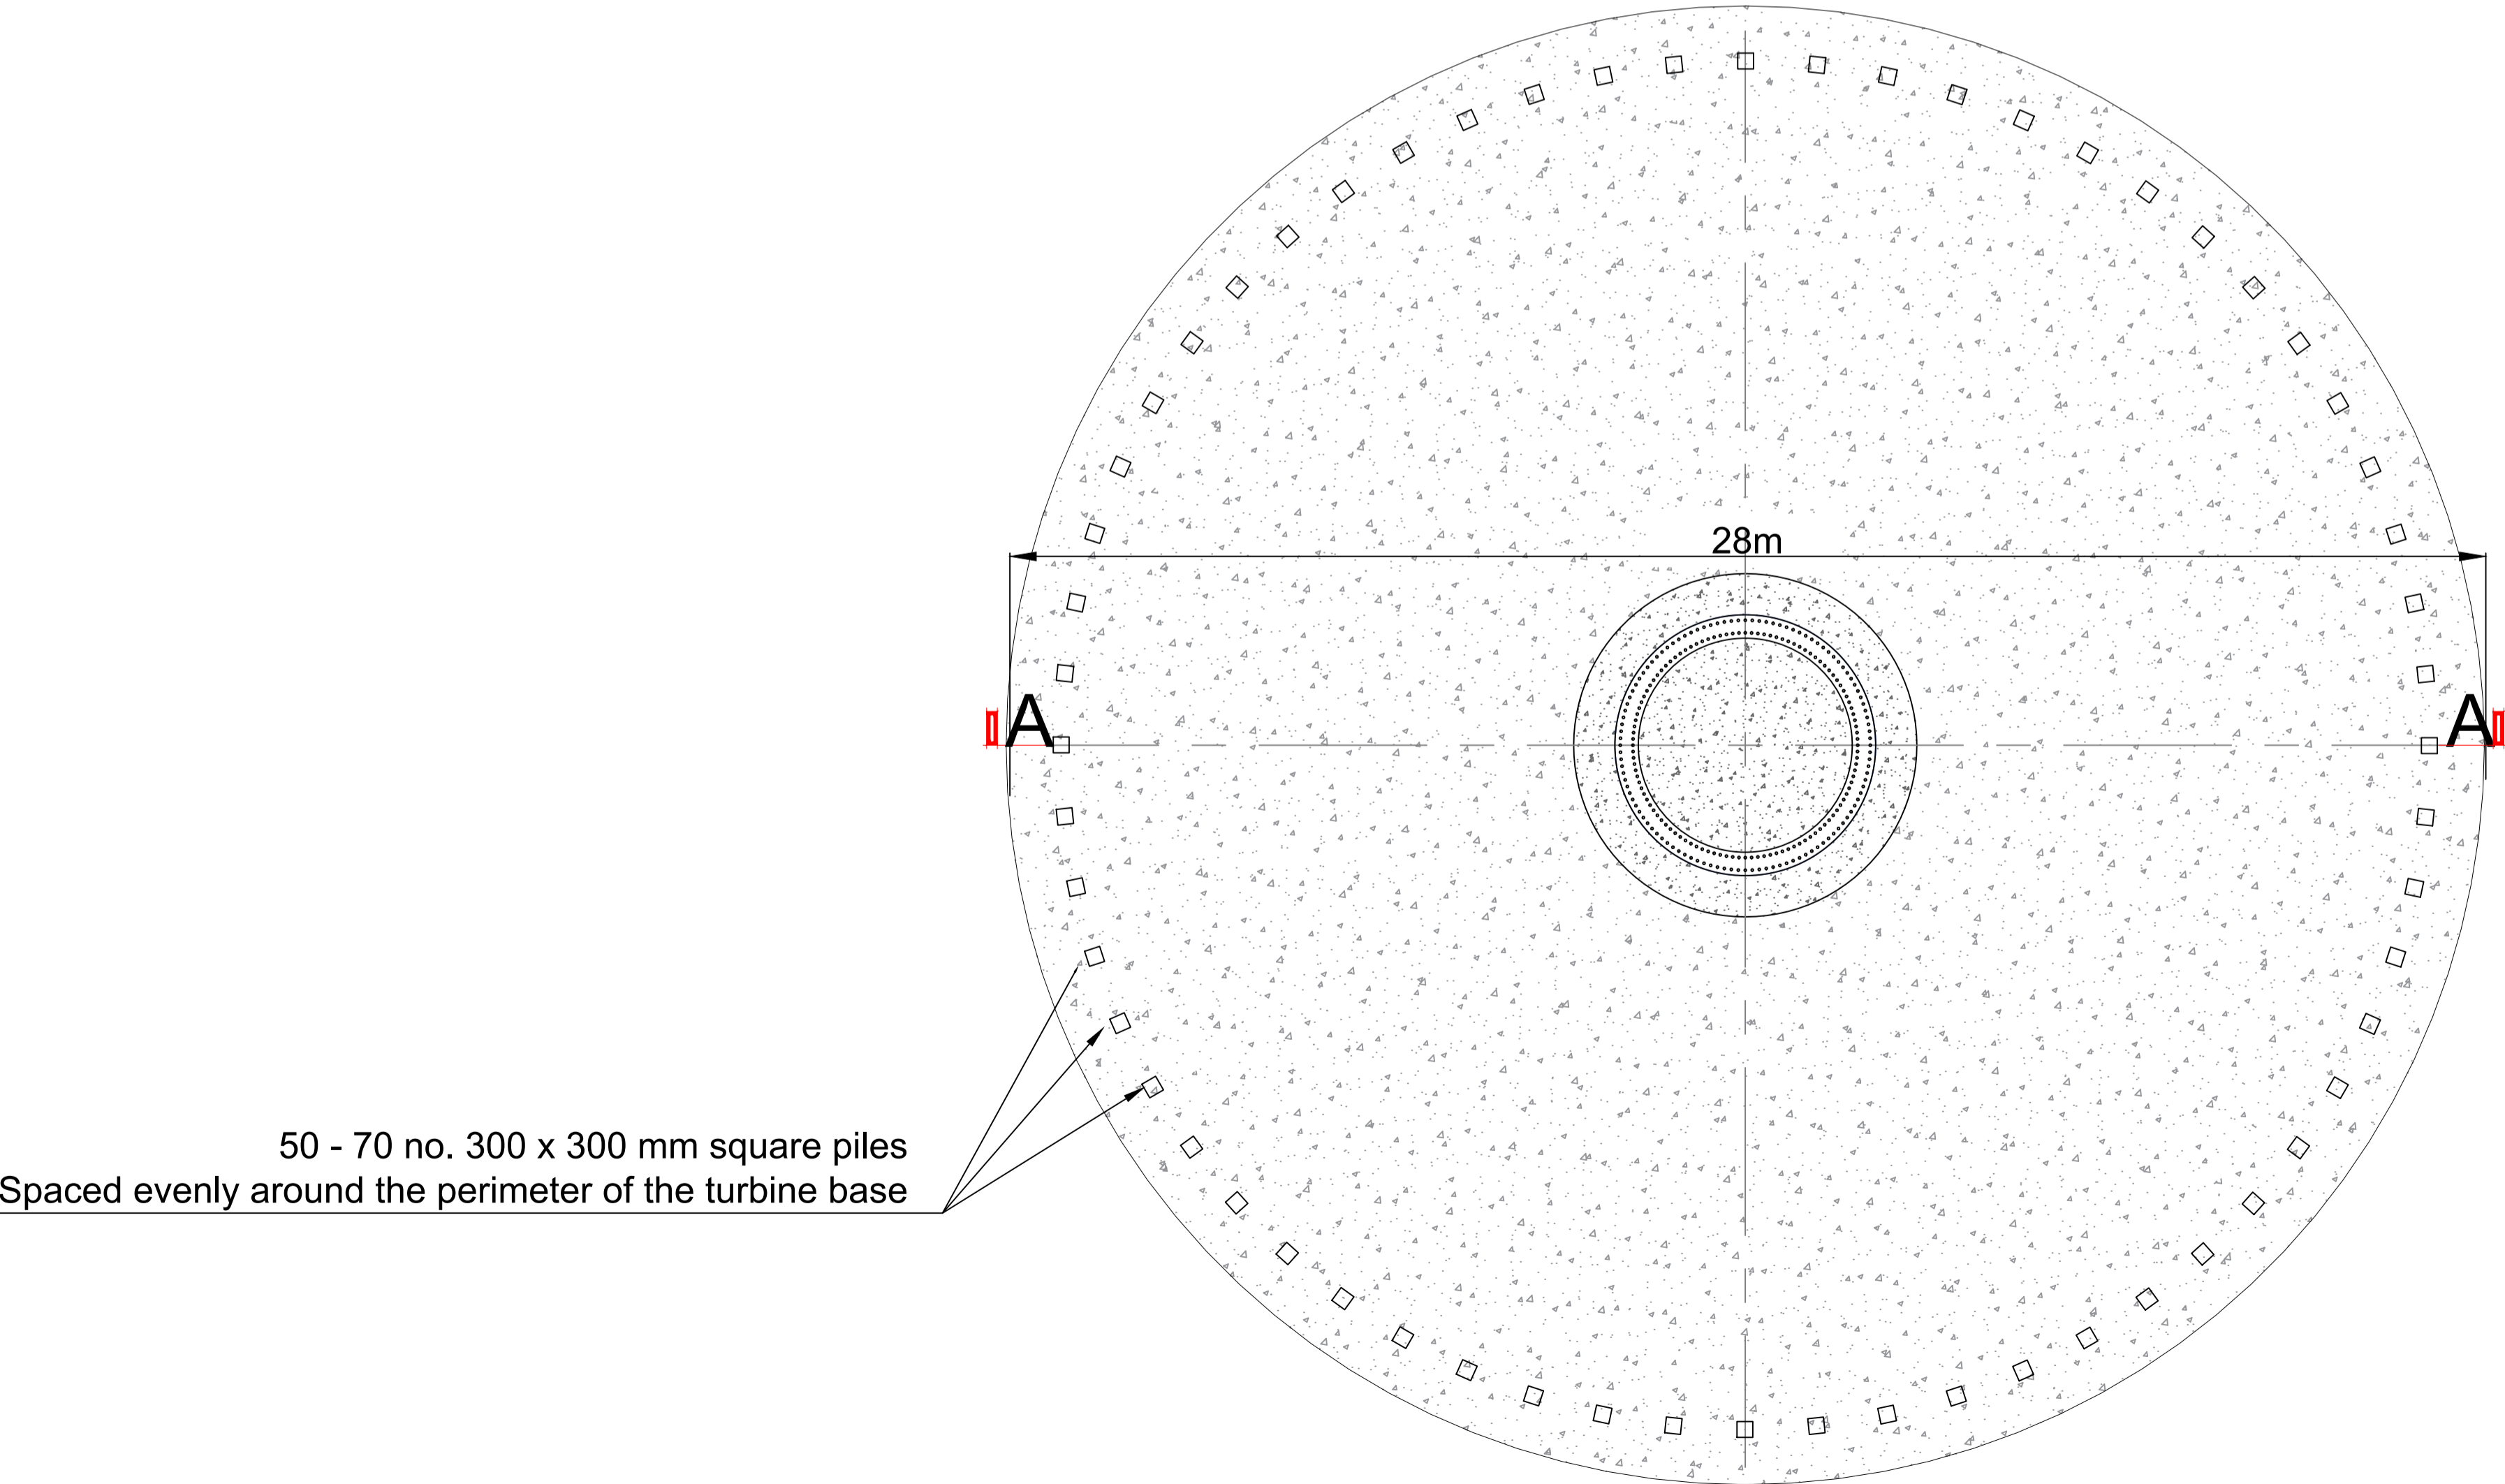 28m
A A
50 - 70 no. 300 x 300 mm square piles
Spaced evenly around the perimeter of the turbine base